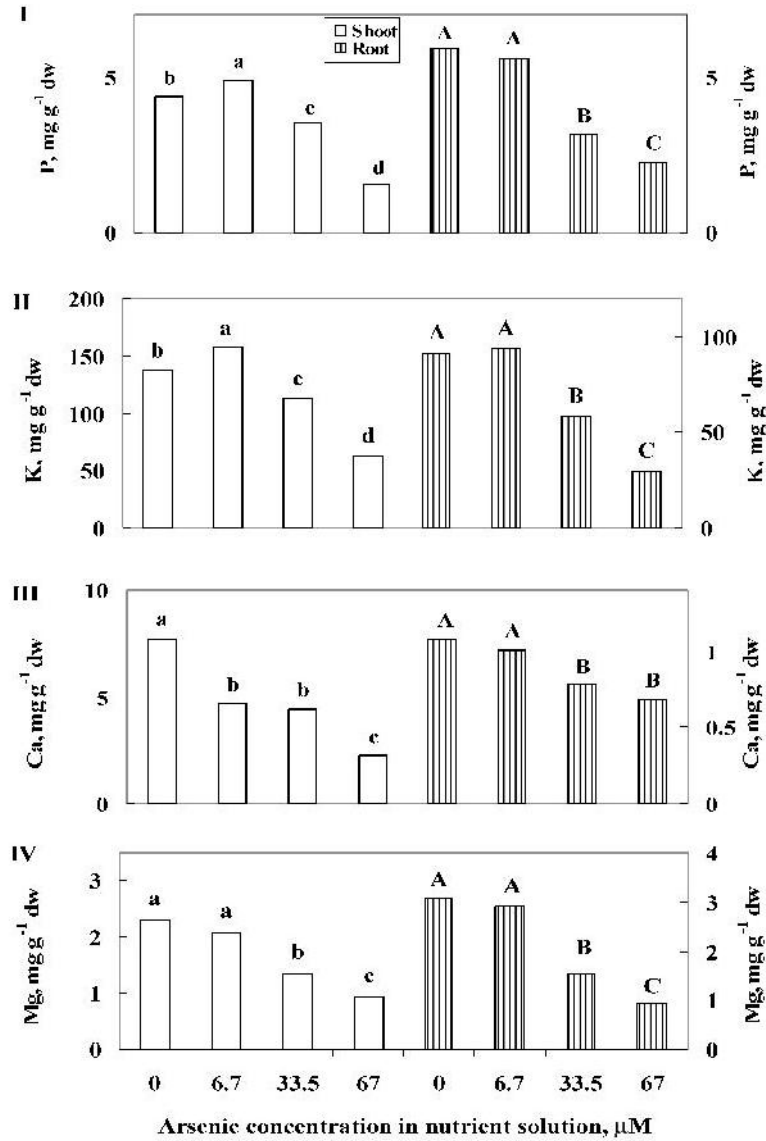 I
Shoot
Root
P, mg g⁻¹ dw
5
0
b
a
c
d
A
A
B
C
5
0
P, mg g⁻¹ dw
II
K, mg g⁻¹ dw
200
150
100
50
0
b
a
c
d
A
A
B
C
100
50
0
K, mg g⁻¹ dw
III
Ca, mg g⁻¹ dw
10
5
0
a
b
b
c
A
A
B
B
1
0.5
0
Ca, mg g⁻¹ dw
IV
Mg, mg g⁻¹ dw
3
2
1
0
a
a
b
c
A
A
B
C
4
3
2
1
0
Mg, mg g⁻¹ dw
0 6.7 33.5 67 0 6.7 33.5 67
Arsenic concentration in nutrient solution, µM